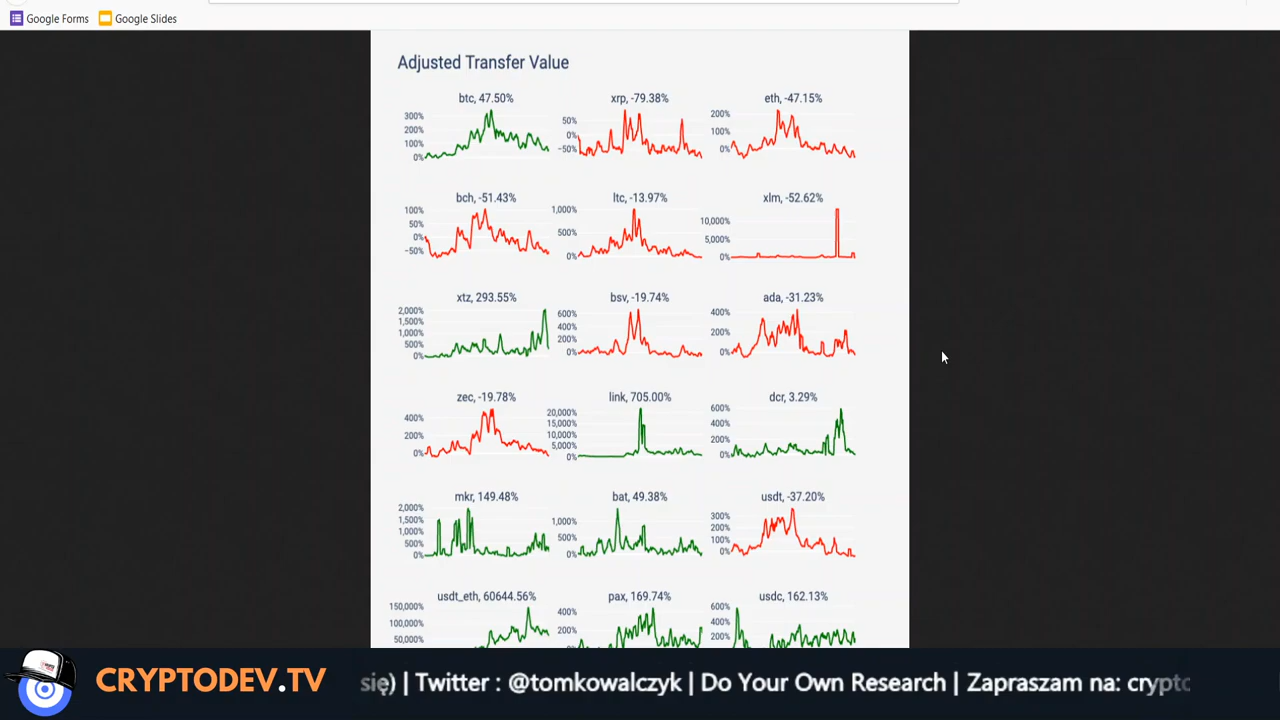 Google Forms Google Slides
Adjusted Transfer Value
btc, 47.50% xrp, -79.38% eth, -47.15%
300% 200% 100% 0%
50% 0% −50%
200% 100% 0%
bch, -51.43% ltc, -13.97% xlm, -52.62%
100% 50% 0% −50%
1,000% 500% 0%
10,000% 5,000% 0%
xtz, 293.55% bsv, -19.74% ada, -31.23%
2,000% 1,500% 1,000% 500% 0%
600% 400% 200% 0%
400% 200% 0%
zec, -19.78% link, 705.00% dcr, 3.29%
400% 200% 0%
20,000% 15,000% 10,000% 5,000% 0%
600% 400% 200% 0%
mkr, 149.48% bat, 49.38% usdt, -37.20%
2,000% 1,500% 1,000% 500% 0%
1,000% 500% 0%
300% 200% 100% 0%
usdt_eth, 60644.56% pax, 169.74% usdc, 162.13%
150,000% 100,000% 50,000%
400% 200%
600% 400% 200%
CRYPTODEV.TV
się) | Twitter : @tomkowalczyk | Do Your Own Research | Zapraszam na: crypto